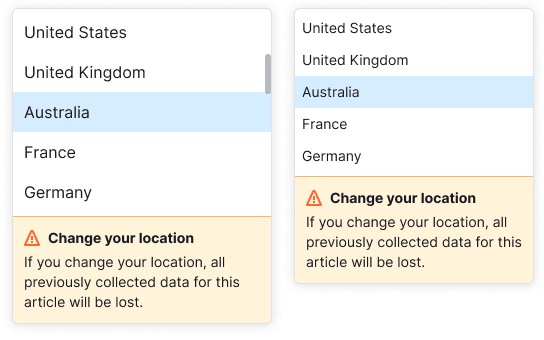 United States
United Kingdom
Australia
France
Germany
Change your location
If you change your location, all
previously collected data for this
article will be lost.
United States
United Kingdom
Australia
France
Germany
Change your location
If you change your location, all
previously collected data for this
article will be lost.